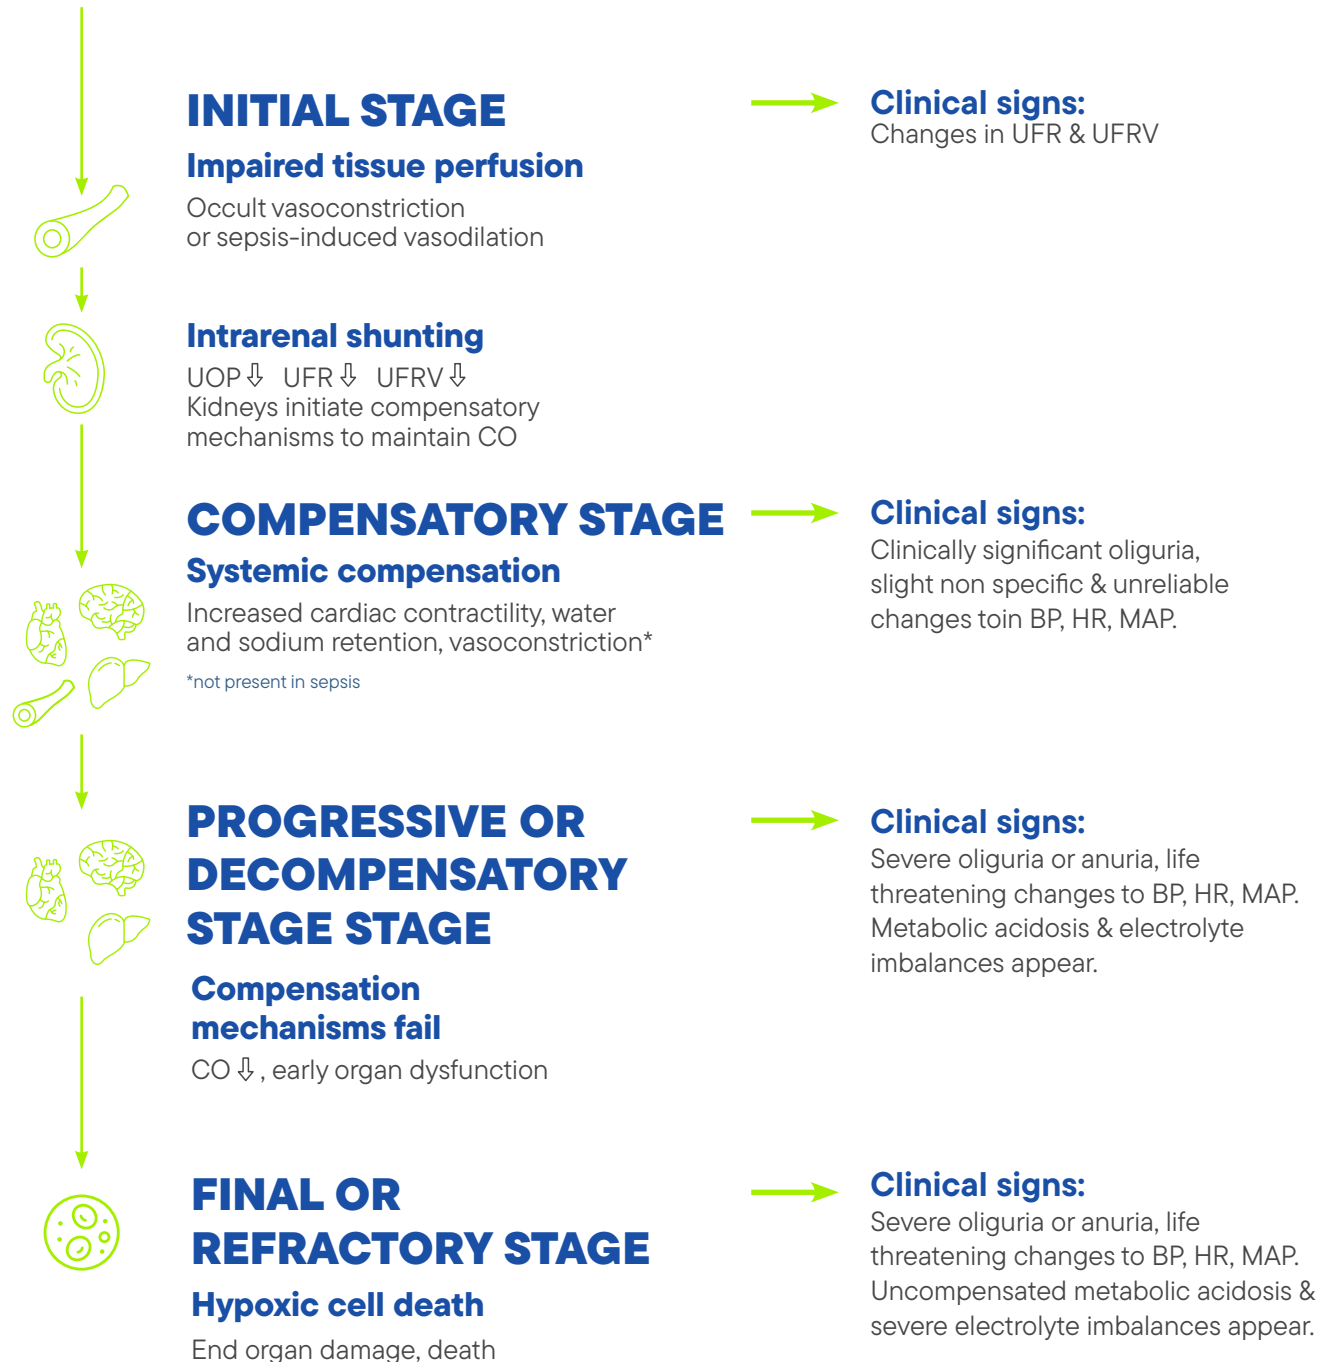 INITIAL STAGE
Impaired tissue perfusion
Occult vasoconstriction
or sepsis-induced vasodilation
Clinical signs:
Changes in UFR & UFRV
Intrarenal shunting
UOP⇩ UFR⇩ UFRV⇩
Kidneys initiate compensatory
mechanisms to maintain CO
COMPENSATORY STAGE
Systemic compensation
Increased cardiac contractility, water
and sodium retention, vasoconstriction*
*not present in sepsis
Clinical signs:
Clinically significant oliguria,
slight non specific & unreliable
changes toin BP, HR, MAP.
PROGRESSIVE OR
DECOMPENSATORY
STAGE STAGE
Compensation
mechanisms fail
CO⇩, early organ dysfunction
Clinical signs:
Severe oliguria or anuria, life
threatening changes to BP, HR, MAP.
Metabolic acidosis & electrolyte
imbalances appear.
FINAL OR
REFRACTORY STAGE
Hypoxic cell death
End organ damage, death
Clinical signs:
Severe oliguria or anuria, life
threatening changes to BP, HR, MAP.
Uncompensated metabolic acidosis &
severe electrolyte imbalances appear.